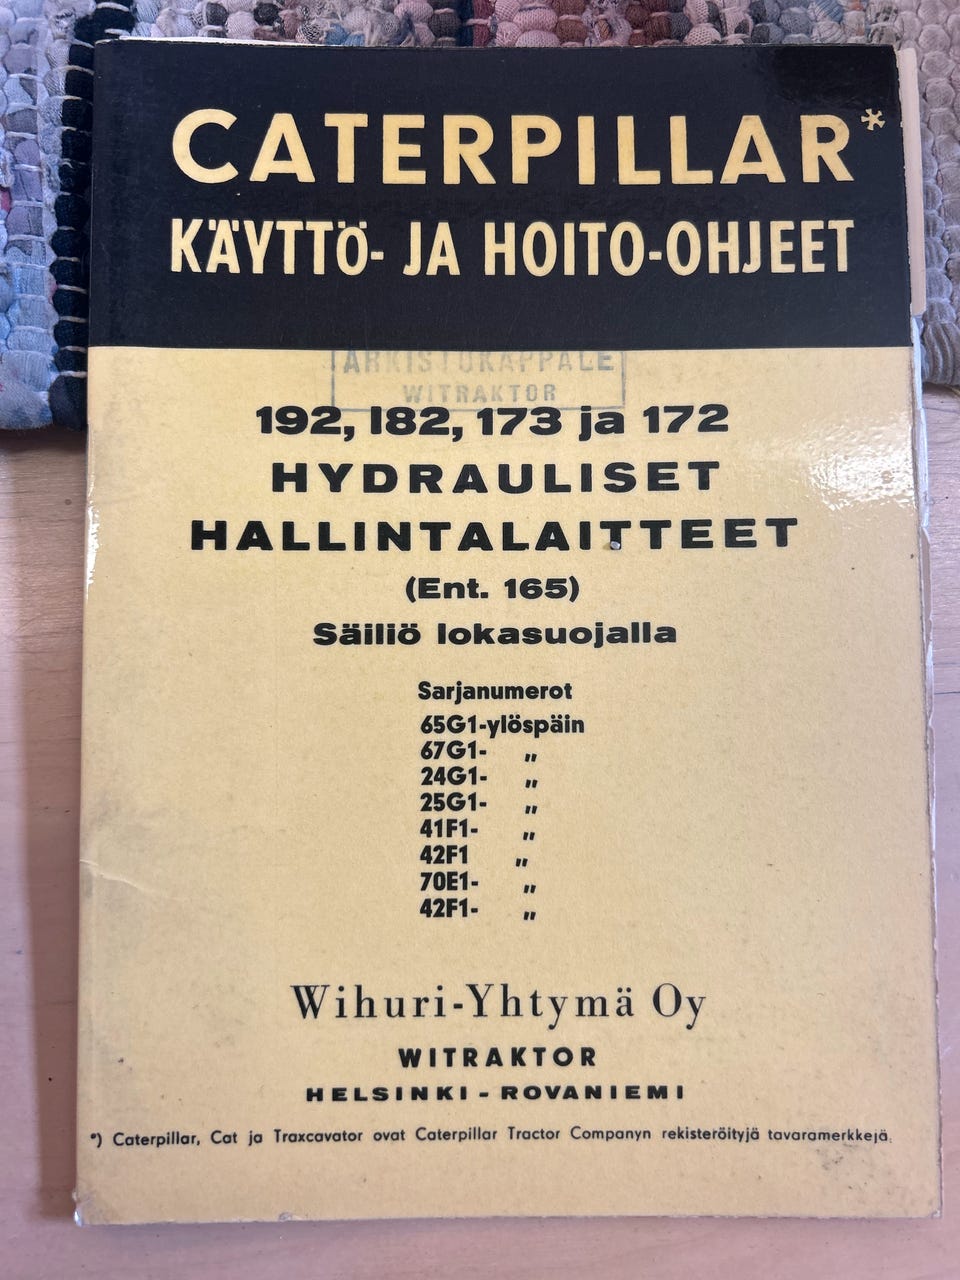 CATERPILLAR*
KÄYTTÖ- JA HOITO-OHJEET
ARKISTOKAPPALE
WITRAKTOR
192, 182, 173 ja 172
HYDRAULISET
HALLINTALAITTEET
(Ent. 165)
Säiliö lokasuojalla
Sarjanumerot
65G1-ylöspäin
67G1- „
24G1- „
25G1- „
41F1- „
42F1 „
70E1- „
42F1- „
Wihuri-Yhtymä Oy
WITRAKTOR
HELSINKI - ROVANIEMI
*) Caterpillar, Cat ja Traxcavator ovat Caterpillar Tractor Companyn rekisteröityjä tavaramerkkejä.